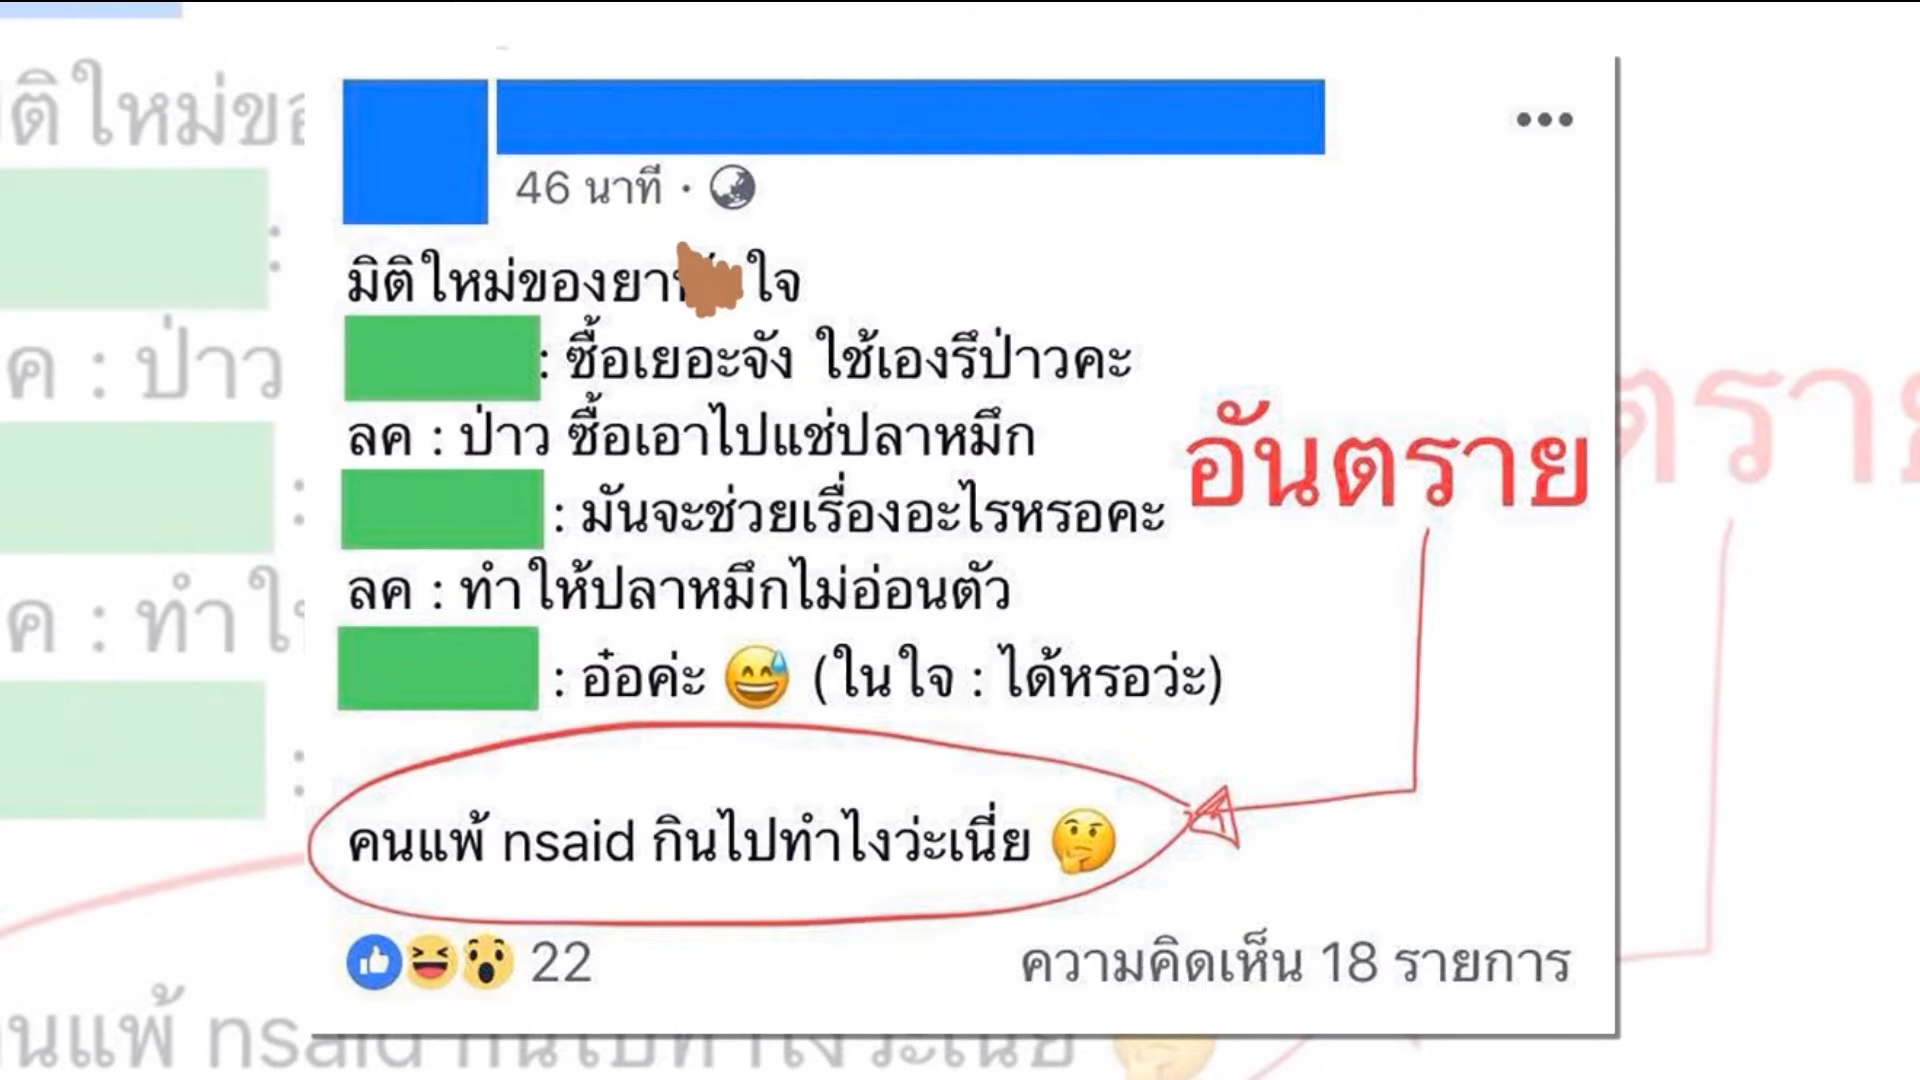 46 นาที ·
มิติใหม่ของยา ใจ
: ซื้อเยอะจัง ใช้เองรึป่าวคะ
ลค : ป่าว ซื้อเอาไปแช่ปลาหมึก
: มันจะช่วยเรื่องอะไรหรอคะ
ลค : ทำให้ปลาหมึกไม่อ่อนตัว
: อ๋อค่ะ 😅 (ในใจ : ได้หรอว่ะ)
อันตราย
คนแพ้ nsaid กินไปทำไงว่ะเนี่ย 🤔
22
ความคิดเห็น 18 รายการ